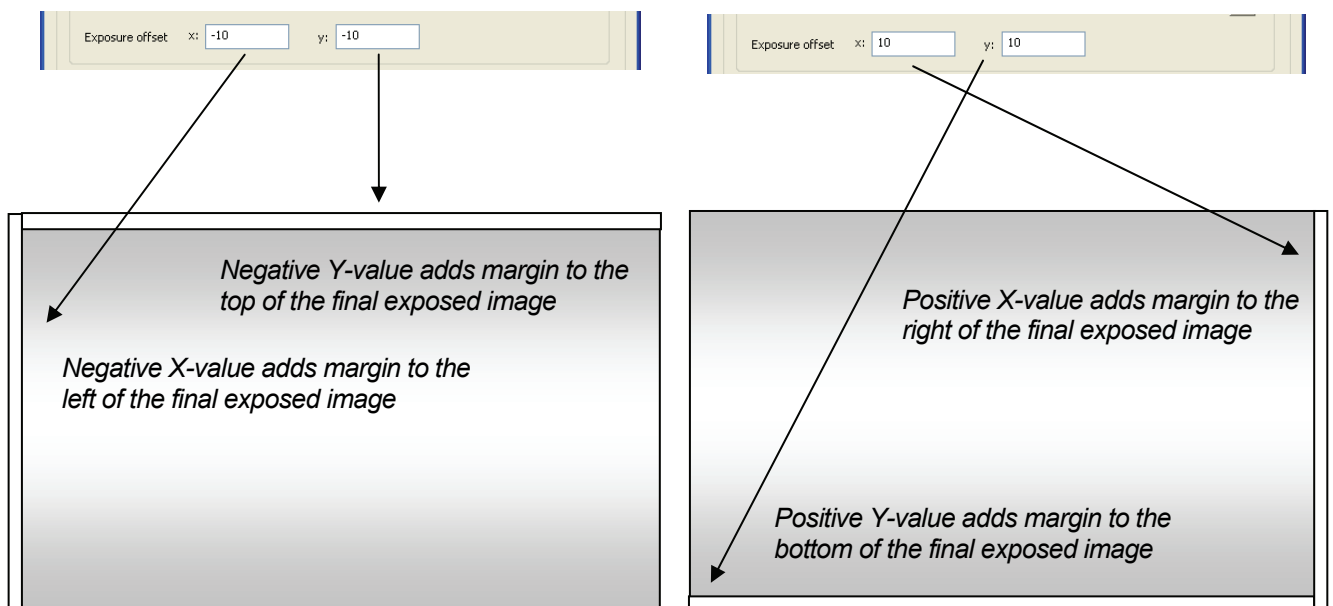 Exposure offset x: -10 y: -10
Exposure offset x: 10 y: 10
Negative Y-value adds margin to the
top of the final exposed image
Negative X-value adds margin to the
left of the final exposed image
Positive X-value adds margin to the
right of the final exposed image
Positive Y-value adds margin to the
bottom of the final exposed image